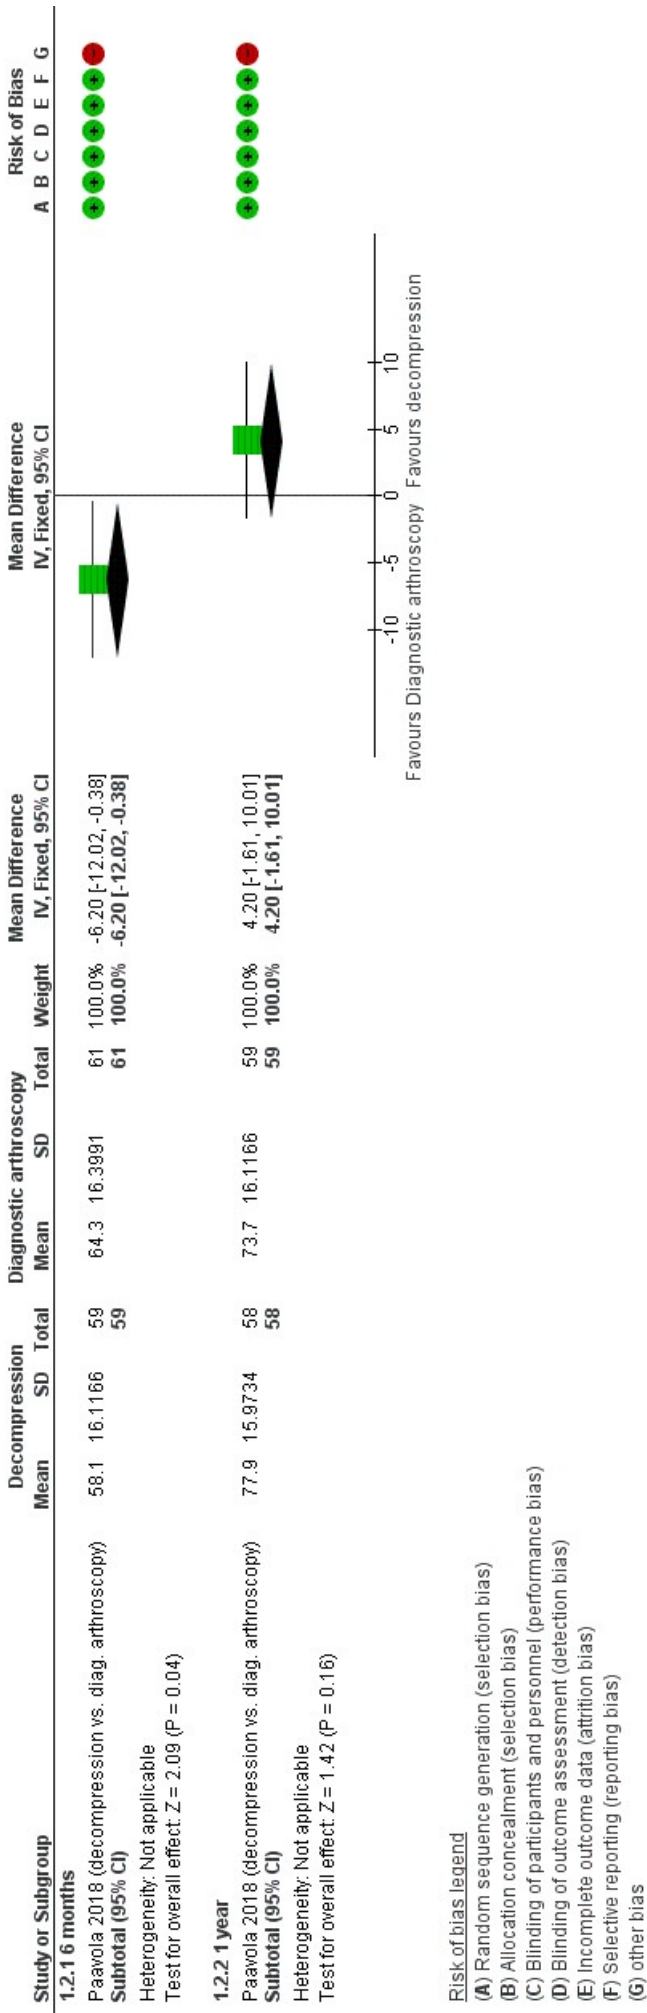 Decompression Diagnostic arthroscopy Mean Difference Mean Difference Risk of Bias
Study or Subgroup Mean SD Total Mean SD Total Weight IV, Fixed, 95% CI IV, Fixed, 95% CI A B C D E F G
1.2.1 6 months
Paavola 2018 (decompression vs. diag. arthroscopy) 58.1 16.1166 59 64.3 16.3991 61 100.0% -6.20 [-12.02, -0.38] + + + + + + -
Subtotal (95% CI) 59 61 100.0% -6.20 [-12.02, -0.38]
Heterogeneity: Not applicable
Test for overall effect: Z = 2.09 (P = 0.04)
1.2.2 1 year
Paavola 2018 (decompression vs. diag. arthroscopy) 77.9 15.9734 58 73.7 16.1166 59 100.0% 4.20 [-1.61, 10.01] + + + + + + -
Subtotal (95% CI) 58 59 100.0% 4.20 [-1.61, 10.01]
Heterogeneity: Not applicable
Test for overall effect: Z = 1.42 (P = 0.16)
-10 -5 0 5 10
Favours Diagnostic arthroscopy Favours decompression
Risk of bias legend
(A) Random sequence generation (selection bias)
(B) Allocation concealment (selection bias)
(C) Blinding of participants and personnel (performance bias)
(D) Blinding of outcome assessment (detection bias)
(E) Incomplete outcome data (attrition bias)
(F) Selective reporting (reporting bias)
(G) other bias